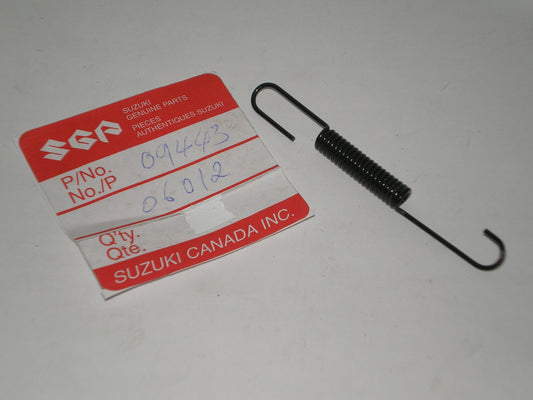 SGP
SUZUKI
GENUINE PARTS
PIECES
AUTHENTIQUES SUZUKI
P/No. 09443
No./P
06012
Q'ty.
Qte.
SUZUKI CANADA INC.